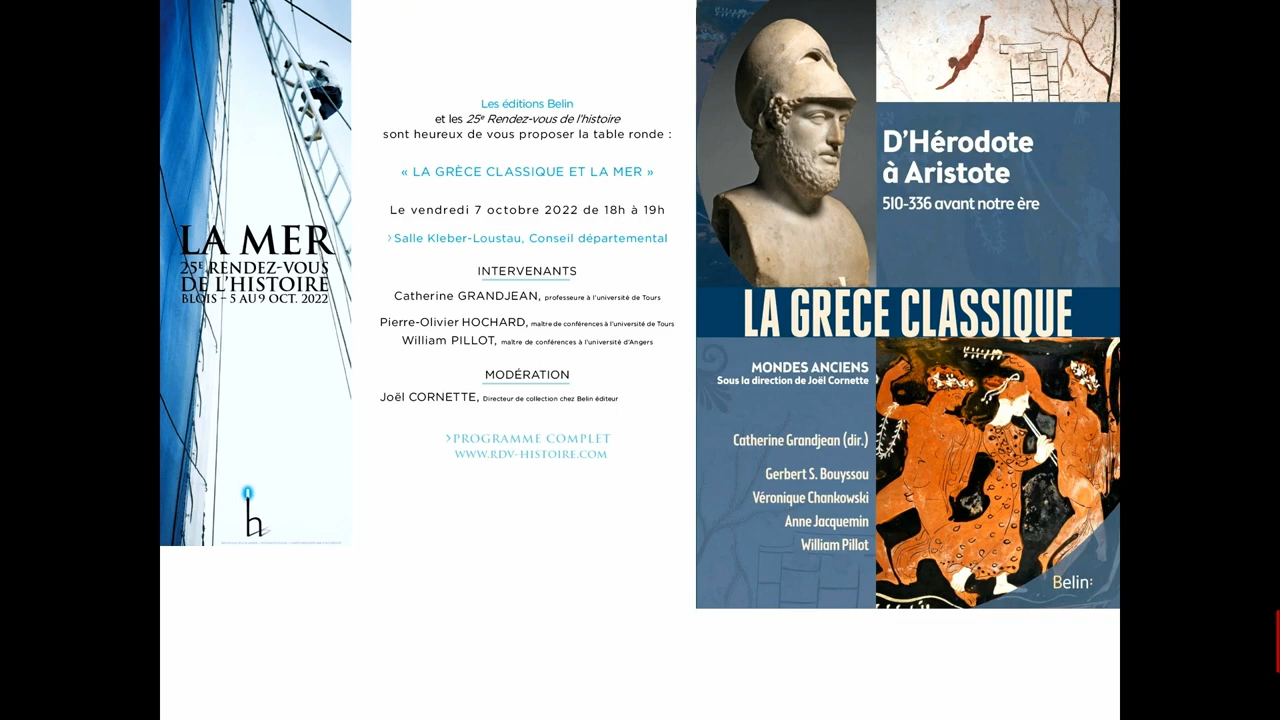 LA MER
25E RENDEZ-VOUS
DE L'HISTOIRE
BLOIS – 5 AU 9 OCT. 2022
h
Les éditions Belin
et les 25e Rendez-vous de l'histoire
sont heureux de vous proposer la table ronde :
« LA GRÈCE CLASSIQUE ET LA MER »
Le vendredi 7 octobre 2022 de 18h à 19h
›Salle Kleber-Loustau, Conseil départemental
INTERVENANTS
Catherine GRANDJEAN, professeure à l'université de Tours
Pierre-Olivier HOCHARD, maître de conférences à l'université de Tours
William PILLOT, maître de conférences à l'université d'Angers
MODÉRATION
Joël CORNETTE, Directeur de collection chez Belin éditeur
›PROGRAMME COMPLET
WWW.RDV-HISTOIRE.COM
D'Hérodote
à Aristote
510-336 avant notre ère
LA GRÈCE CLASSIQUE
MONDES ANCIENS
Sous la direction de Joël Cornette
Catherine Grandjean (dir.)
Gerbert S. Bouyssou
Véronique Chankowski
Anne Jacquemin
William Pillot
Belin: